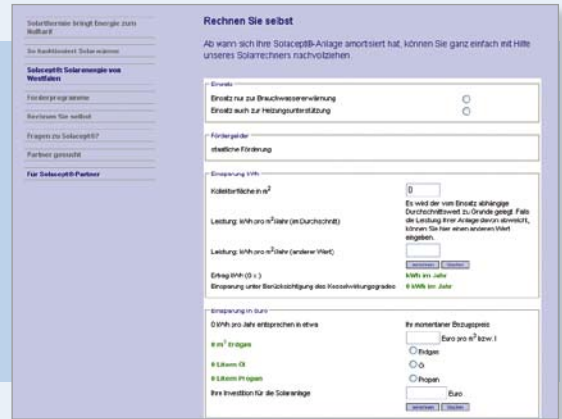 Solarthermie bringt Energie zum
Nulltarif
So funktioniert Solarwärme
Solacept®: Solarenergie von
Westfalen
Förderprogramme
Rechnen Sie selbst
Fragen zu Solacept®?
Partner gesucht
Für Solacept®-Partner
Rechnen Sie selbst
Ab wann sich Ihre Solacept®-Anlage amortisiert hat, können Sie ganz einfach mit Hilfe
unseres Solarrechners nachvollziehen.
Einsatz
Einsatz nur zur Brauchwassererwärmung
Einsatz auch zur Heizungsunterstützung
Fördergelder
staatliche Förderung
Einsparung kWh
Kollektorfläche in m²
0
Es wird der vom Einsatz abhängige
Durchschnittswert zu Grunde gelegt. Falls
die Leistung Ihrer Anlage davon abweicht,
können Sie hier einen anderen Wert
eingeben.
Leistung: kWh pro m²/Jahr (im Durchschnitt)
Leistung: kWh pro m²/Jahr (anderer Wert)
Ertrag kWh
kWh im Jahr
Einsparung unter Berücksichtigung des Kesselwirkungsgrades
0 kWh im Jahr
Einsparung in Euro
0 kWh pro Jahr entsprechen in etwa
Ihr momentaner Bezugspreis
Euro pro m³ bzw. l
0 m³ Erdgas
Erdgas
0 Litern Öl
Öl
0 Litern Propan
Propan
Ihre Investition für die Solaranlage
Euro